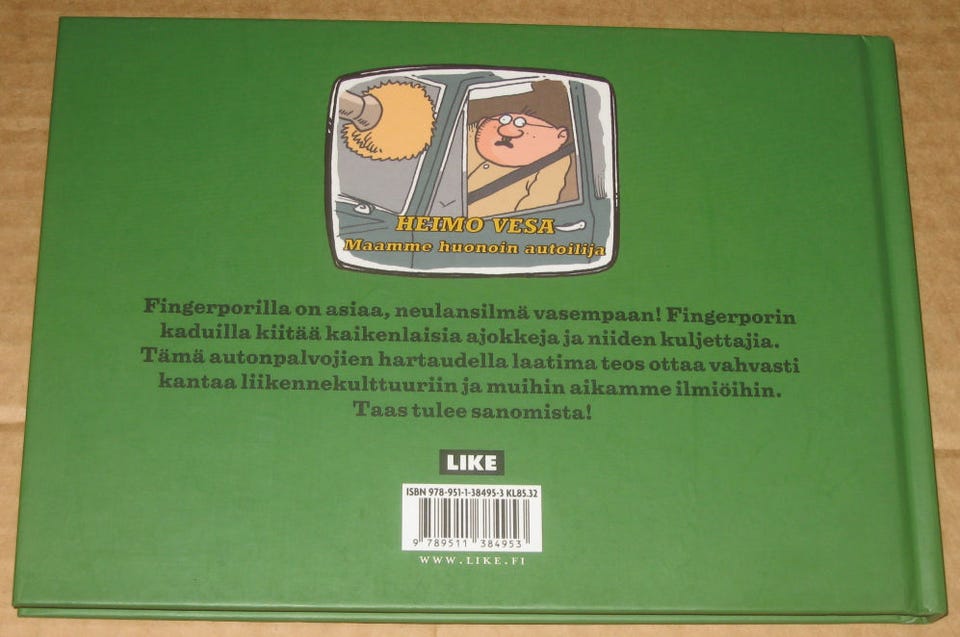 HEIMO VESA
Maamme huonoin autoilija
Fingerporilla on asiaa, neulansilmä vasempaan! Fingerporin
kaduilla kiitää kaikenlaisia ajokkeja ja niiden kuljettajia.
Tämä autonpalvojien hartaudella laatima teos ottaa vahvasti
kantaa liikennekulttuuriin ja muihin aikamme ilmiöihin.
Taas tulee sanomista!
LIKE
ISBN 978-951-1-38495-3 KL85.32
9 789511 384953
WWW.LIKE.FI